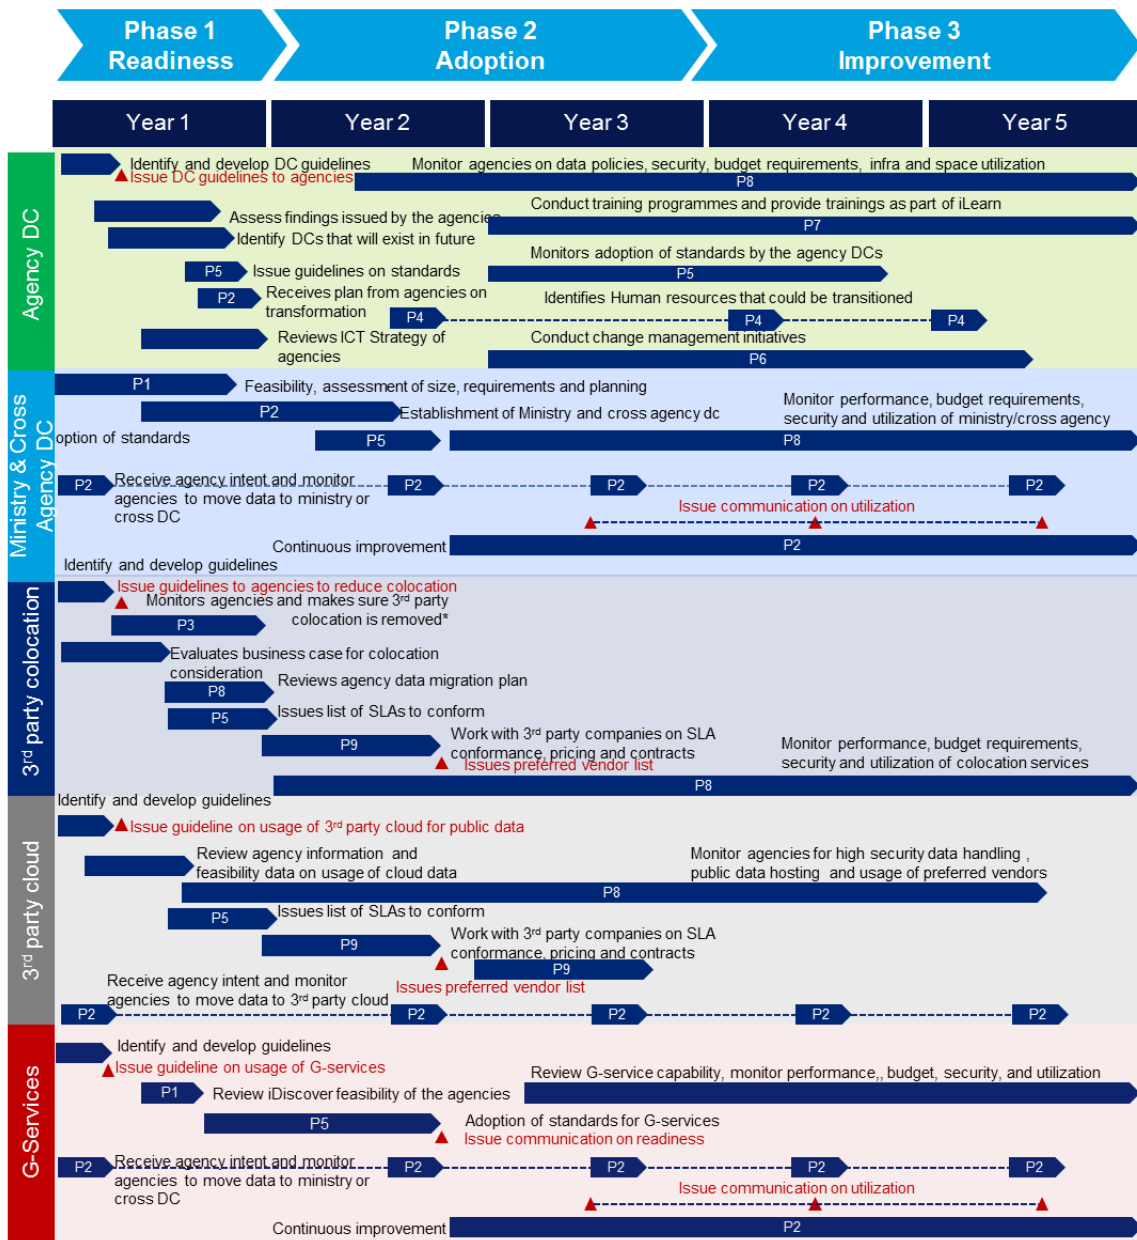 Phase 1
Readiness
Phase 2
Adoption
Phase 3
Improvement
Year 1
Year 2
Year 3
Year 4
Year 5
Agency DC
Identify and develop DC guidelines
Issue DC guidelines to agencies
Monitor agencies on data policies, security, budget requirements, infra and space utilization
P8
Assess findings issued by the agencies
Conduct training programmes and provide trainings as part of iLearn
P7
Identify DCs that will exist in future
Monitors adoption of standards by the agency DCs
P5
Issue guidelines on standards
P5
P2
Receives plan from agencies on
transformation
Identifies Human resources that could be transitioned
P4
P4
P4
Reviews ICT Strategy of
agencies
Conduct change management initiatives
P6
Ministry & Cross
Agency DC
P1
Feasibility, assessment of size, requirements and planning
P2
Establishment of Ministry and cross agency dc
Monitor performance, budget requirements,
security and utilization of ministry/cross agency
option of standards
P5
P8
P2
Receive agency intent and monitor
agencies to move data to ministry or
cross DC
P2
P2
P2
P2
Issue communication on utilization
Continuous improvement
P2
3rd party colocation
Identify and develop guidelines
Issue guidelines to agencies to reduce colocation
Monitors agencies and makes sure 3rd party
colocation is removed*
P3
Evaluates business case for colocation
consideration
P8
Reviews agency data migration plan
P5
Issues list of SLAs to conform
P9
Work with 3rd party companies on SLA
conformance, pricing and contracts
Issues preferred vendor list
Monitor performance, budget requirements,
security and utilization of colocation services
P8
3rd party cloud
Identify and develop guidelines
Issue guideline on usage of 3rd party cloud for public data
Review agency information and
feasibility data on usage of cloud data
Monitor agencies for high security data handling ,
public data hosting and usage of preferred vendors
P8
P5
Issues list of SLAs to conform
P9
Work with 3rd party companies on SLA
conformance, pricing and contracts
P9
Issues preferred vendor list
Receive agency intent and monitor
agencies to move data to 3rd party cloud
P2
P2
P2
P2
P2
G-Services
Identify and develop guidelines
Issue guideline on usage of G-services
P1
Review iDiscover feasibility of the agencies
Review G-service capability, monitor performance,, budget, security, and utilization
P5
Adoption of standards for G-services
Issue communication on readiness
P2
Receive agency intent and monitor
agencies to move data to ministry or
cross DC
P2
P2
P2
P2
Issue communication on utilization
Continuous improvement
P2